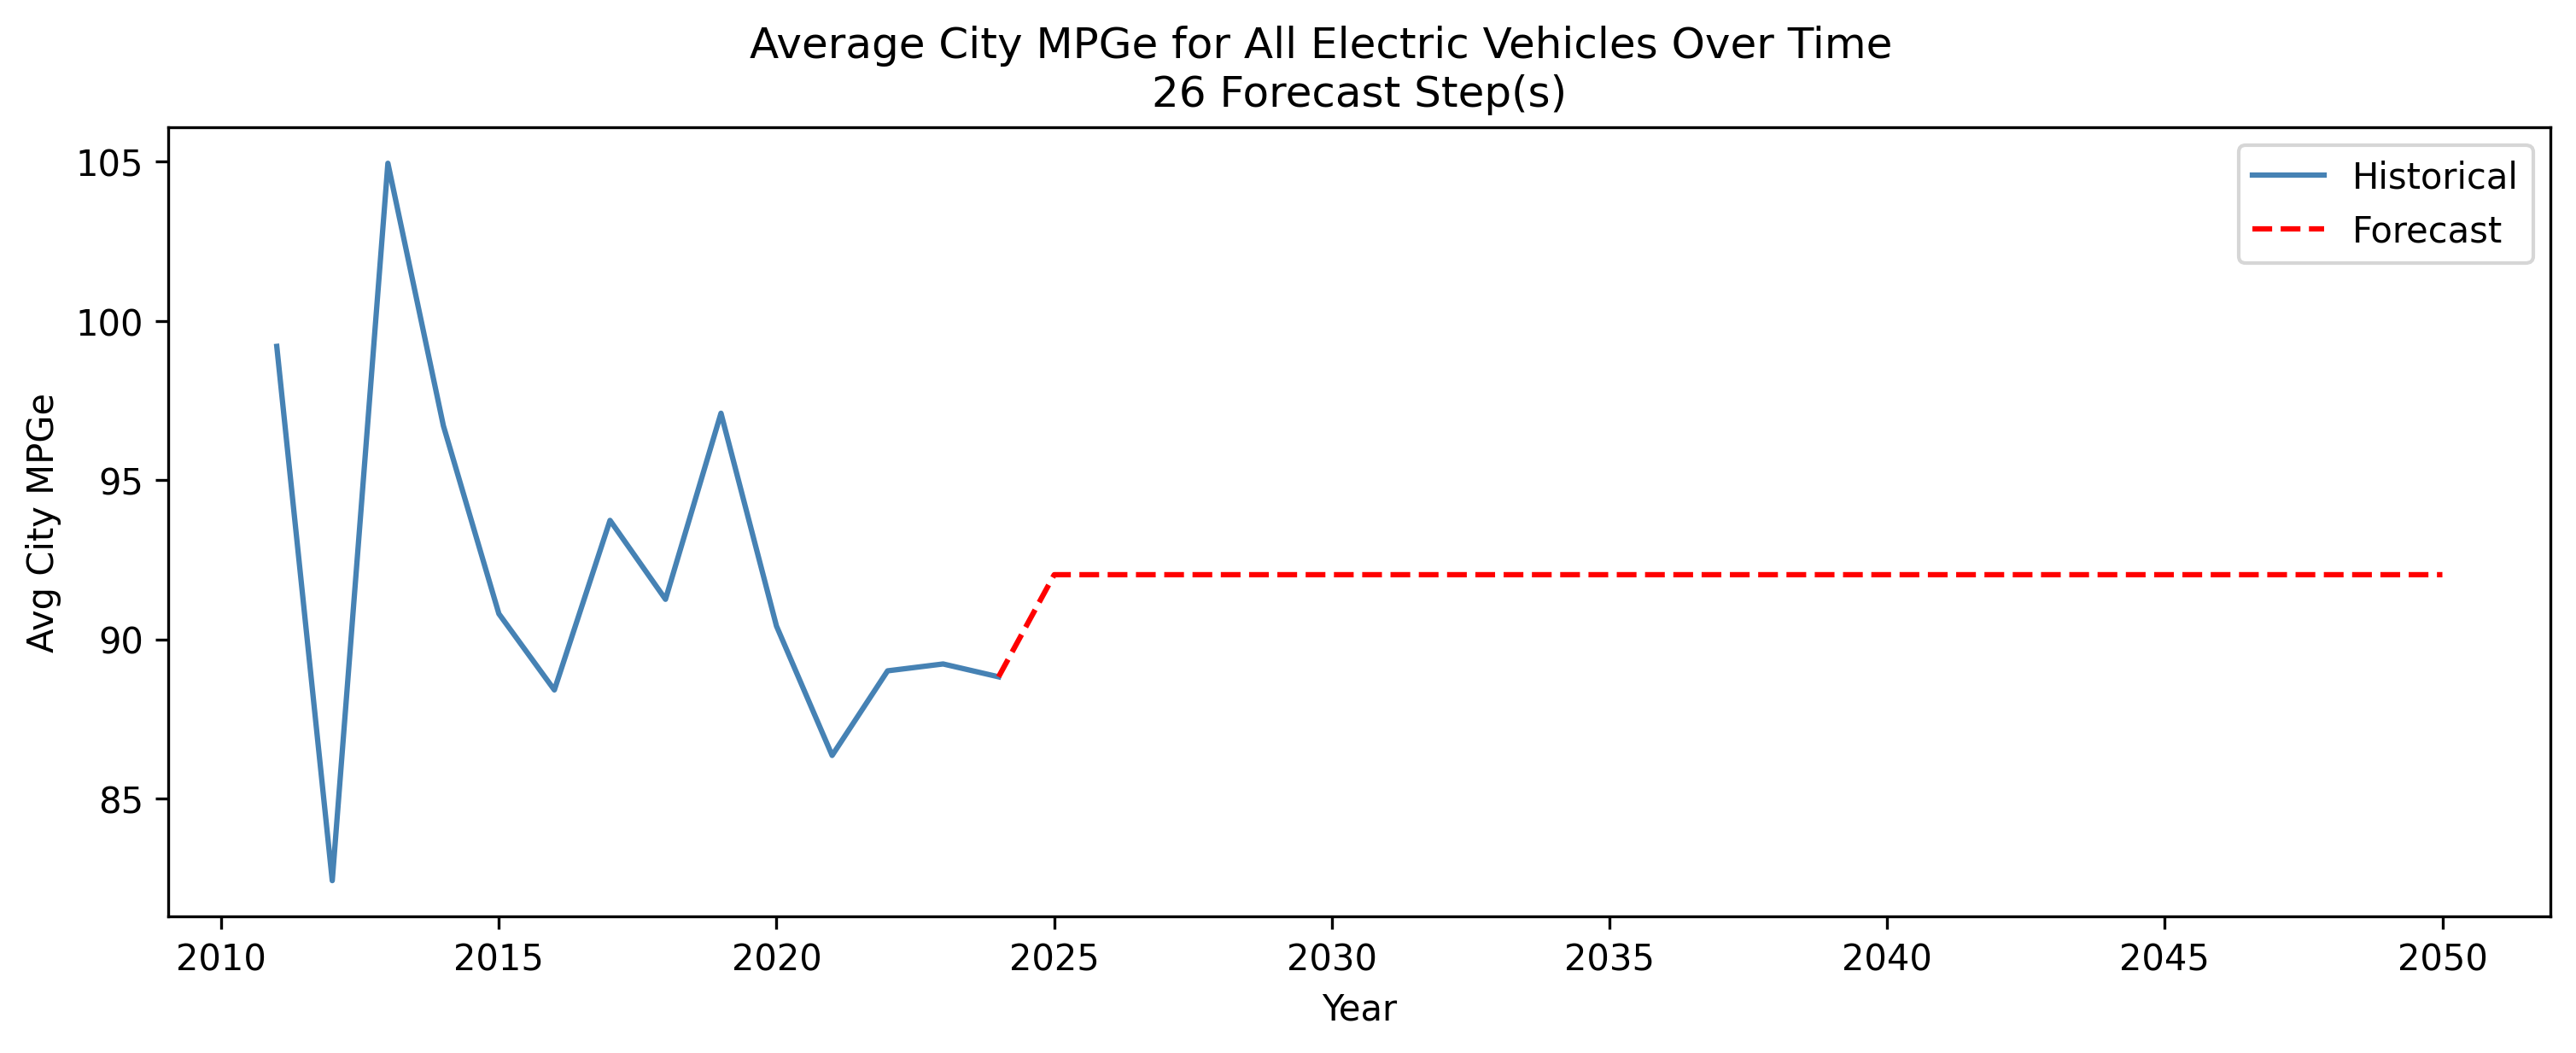 Average City MPGe for All Electric Vehicles Over Time
26 Forecast Step(s)
Historical
Forecast
Avg City MPGe
105
100
95
90
85
2010 2015 2020 2025 2030 2035 2040 2045 2050
Year